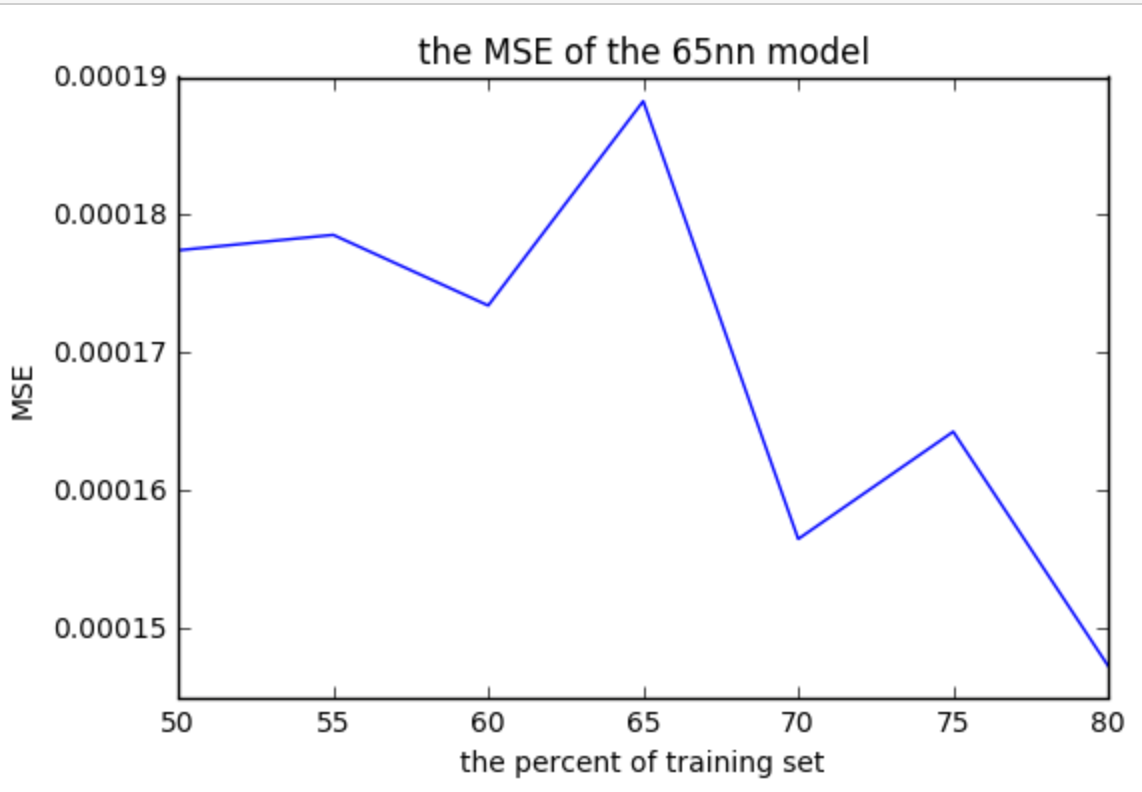 the MSE of the 65nn model
0.00019
0.00018
0.00017
0.00016
0.00015
MSE
50 55 60 65 70 75 80
the percent of training set